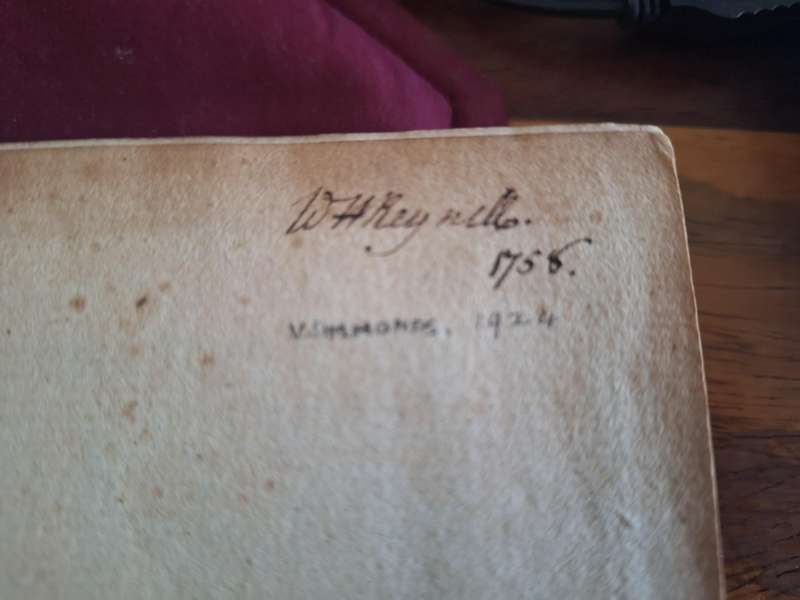 WHReynell.
1758.
V. SIMMONDS. 1924